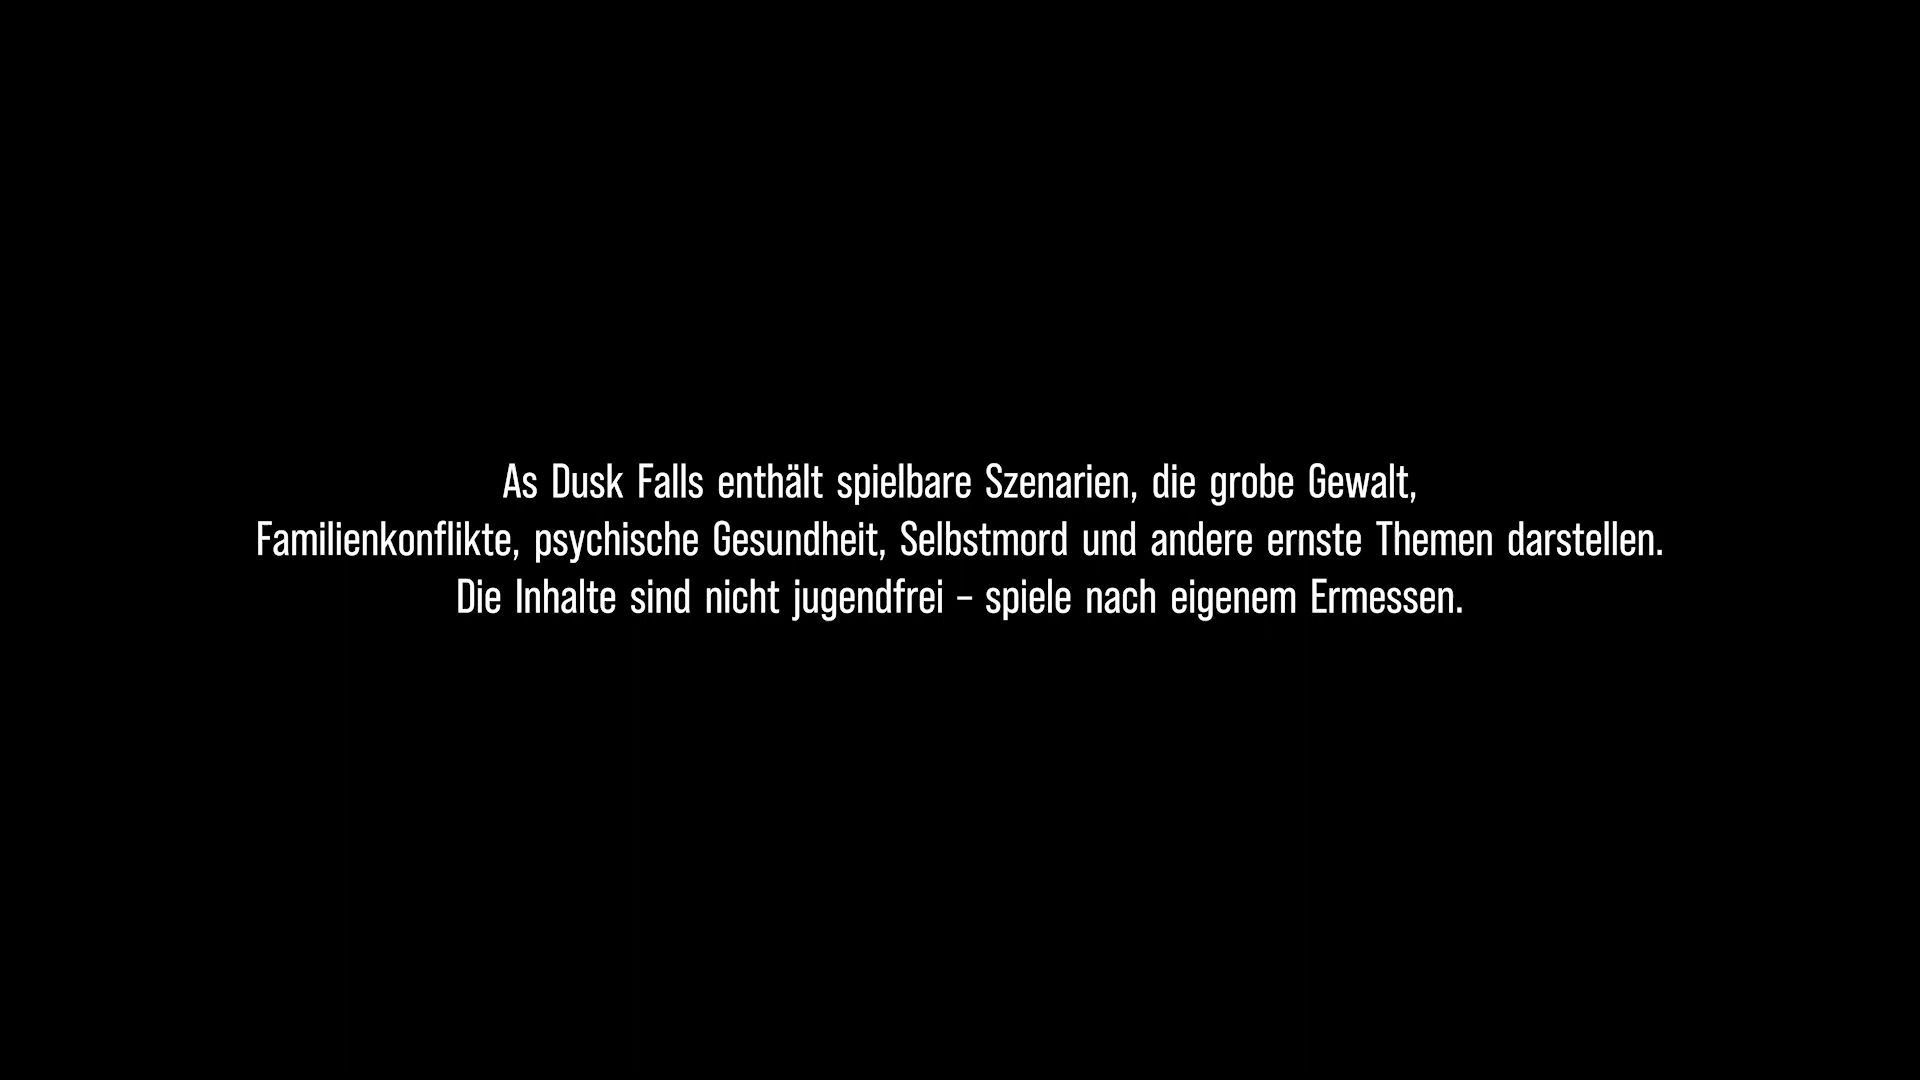 As Dusk Falls enthält spielbare Szenarien, die grobe Gewalt,
Familienkonflikte, psychische Gesundheit, Selbstmord und andere ernste Themen darstellen.
Die Inhalte sind nicht jugendfrei – spiele nach eigenem Ermessen.